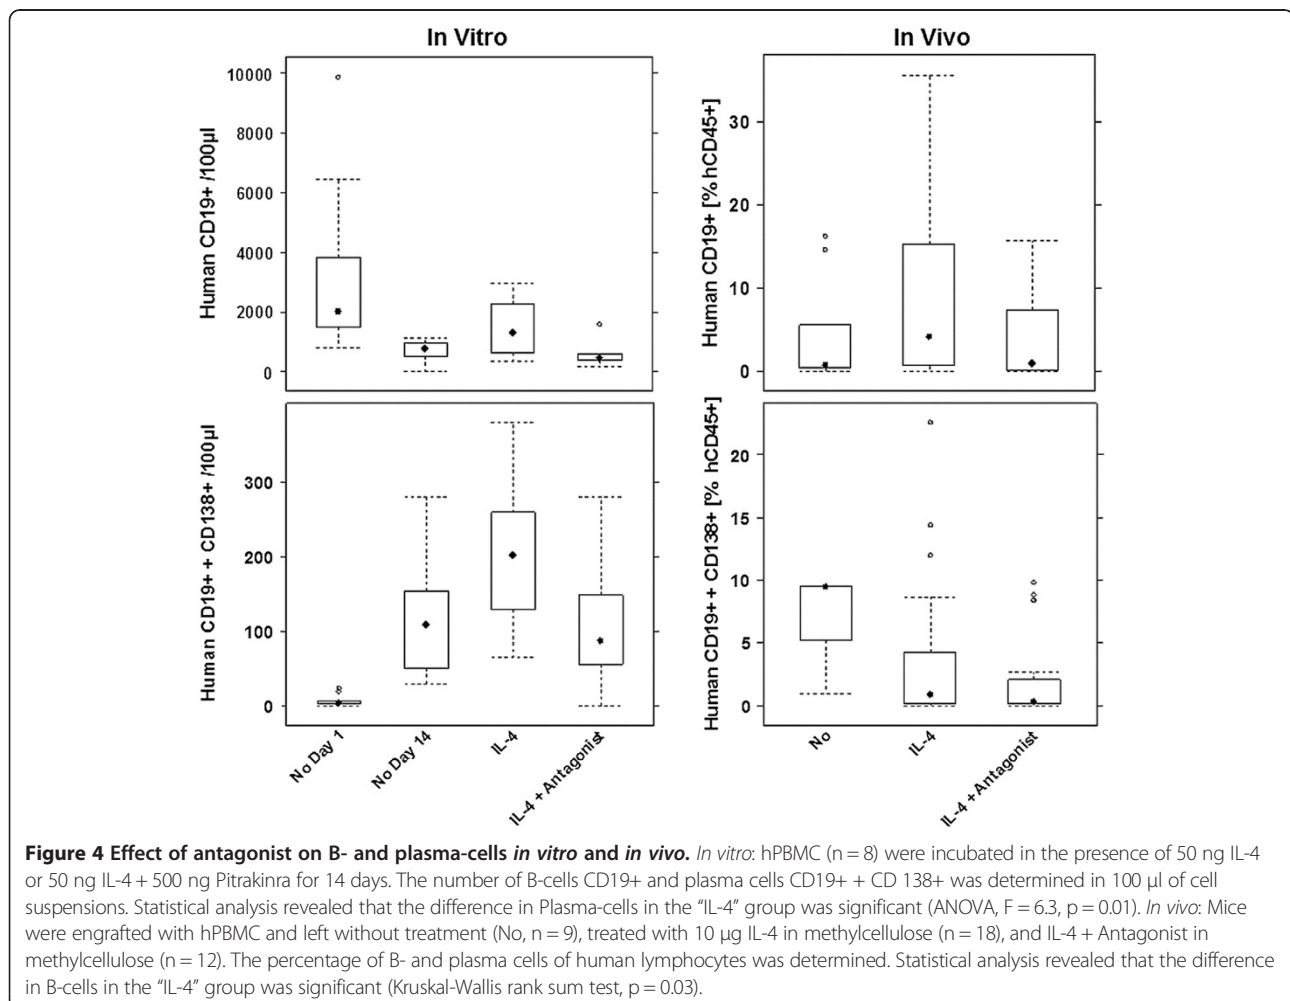 In Vitro
In Vivo
Human CD19+ /100µl
10000
8000
6000
4000
2000
0
Human CD19+ [% hCD45+]
30
20
10
0
Human CD19+ + CD138+ /100µl
300
200
100
0
Human CD19+ + CD138+ [% hCD45+]
20
15
10
5
0
No Day 1
No Day 14
IL-4
IL-4 + Antagonist
No
IL-4
IL-4 + Antagonist
Figure 4 Effect of antagonist on B- and plasma-cells in vitro and in vivo. In vitro: hPBMC (n = 8) were incubated in the presence of 50 ng IL-4
or 50 ng IL-4 + 500 ng Pitrakinra for 14 days. The number of B-cells CD19+ and plasma cells CD19+ + CD 138+ was determined in 100 µl of cell
suspensions. Statistical analysis revealed that the difference in Plasma-cells in the “IL-4” group was significant (ANOVA, F = 6.3, p = 0.01). In vivo: Mice
were engrafted with hPBMC and left without treatment (No, n = 9), treated with 10 µg IL-4 in methylcellulose (n = 18), and IL-4 + Antagonist in
methylcellulose (n = 12). The percentage of B- and plasma cells of human lymphocytes was determined. Statistical analysis revealed that the difference
in B-cells in the “IL-4” group was significant (Kruskal-Wallis rank sum test, p = 0.03).